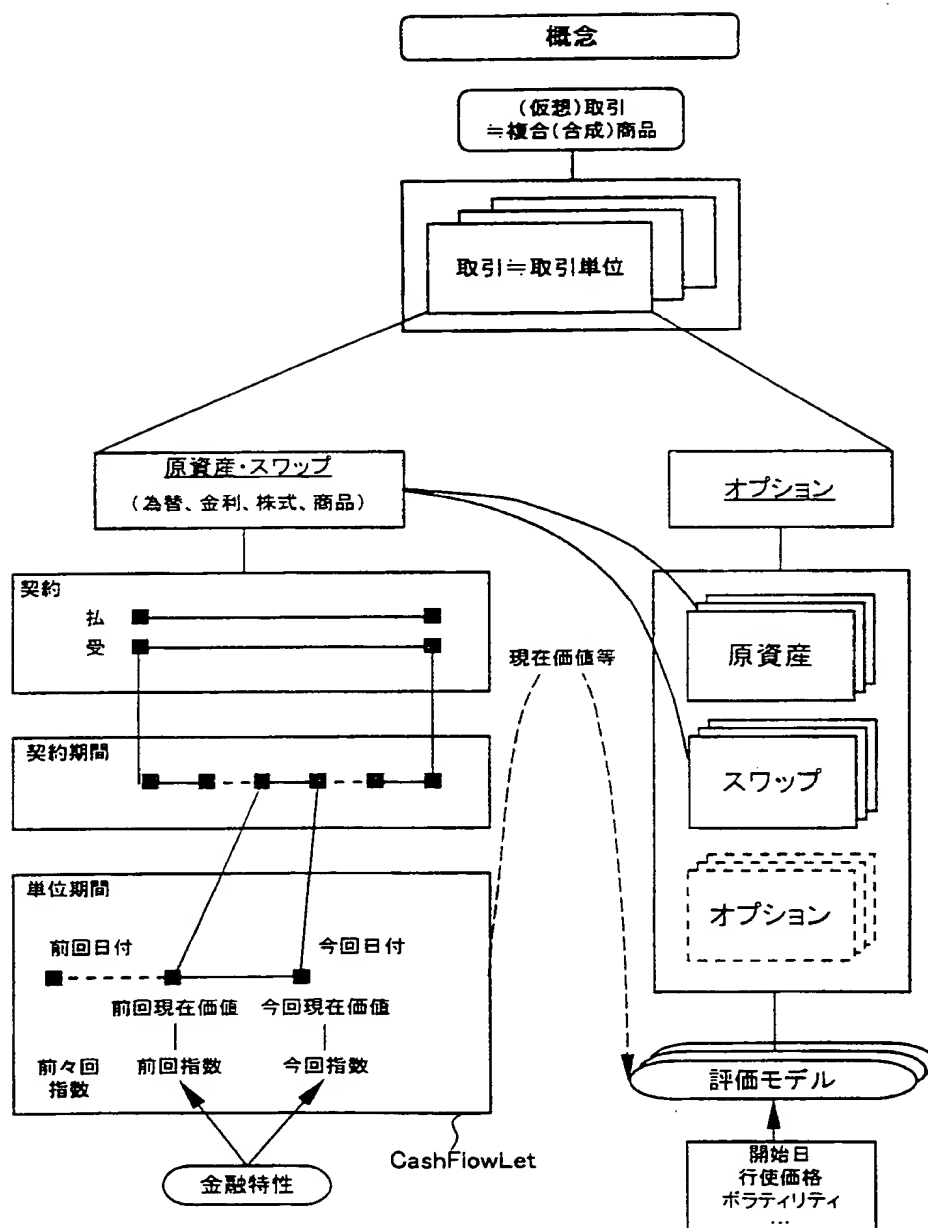 概念
(仮想)取引
≒複合(合成)商品
取引≒取引単位
原資産・スワップ
(為替、金利、株式、商品)
オプション
契約
払
受
現在価値等
原資産
契約期間
スワップ
単位期間
前回日付
今回日付
オプション
前回現在価値
今回現在価値
前々回
指数
前回指数
今回指数
評価モデル
CashFlowLet
金融特性
開始日
行使価格
ボラティリティ
…